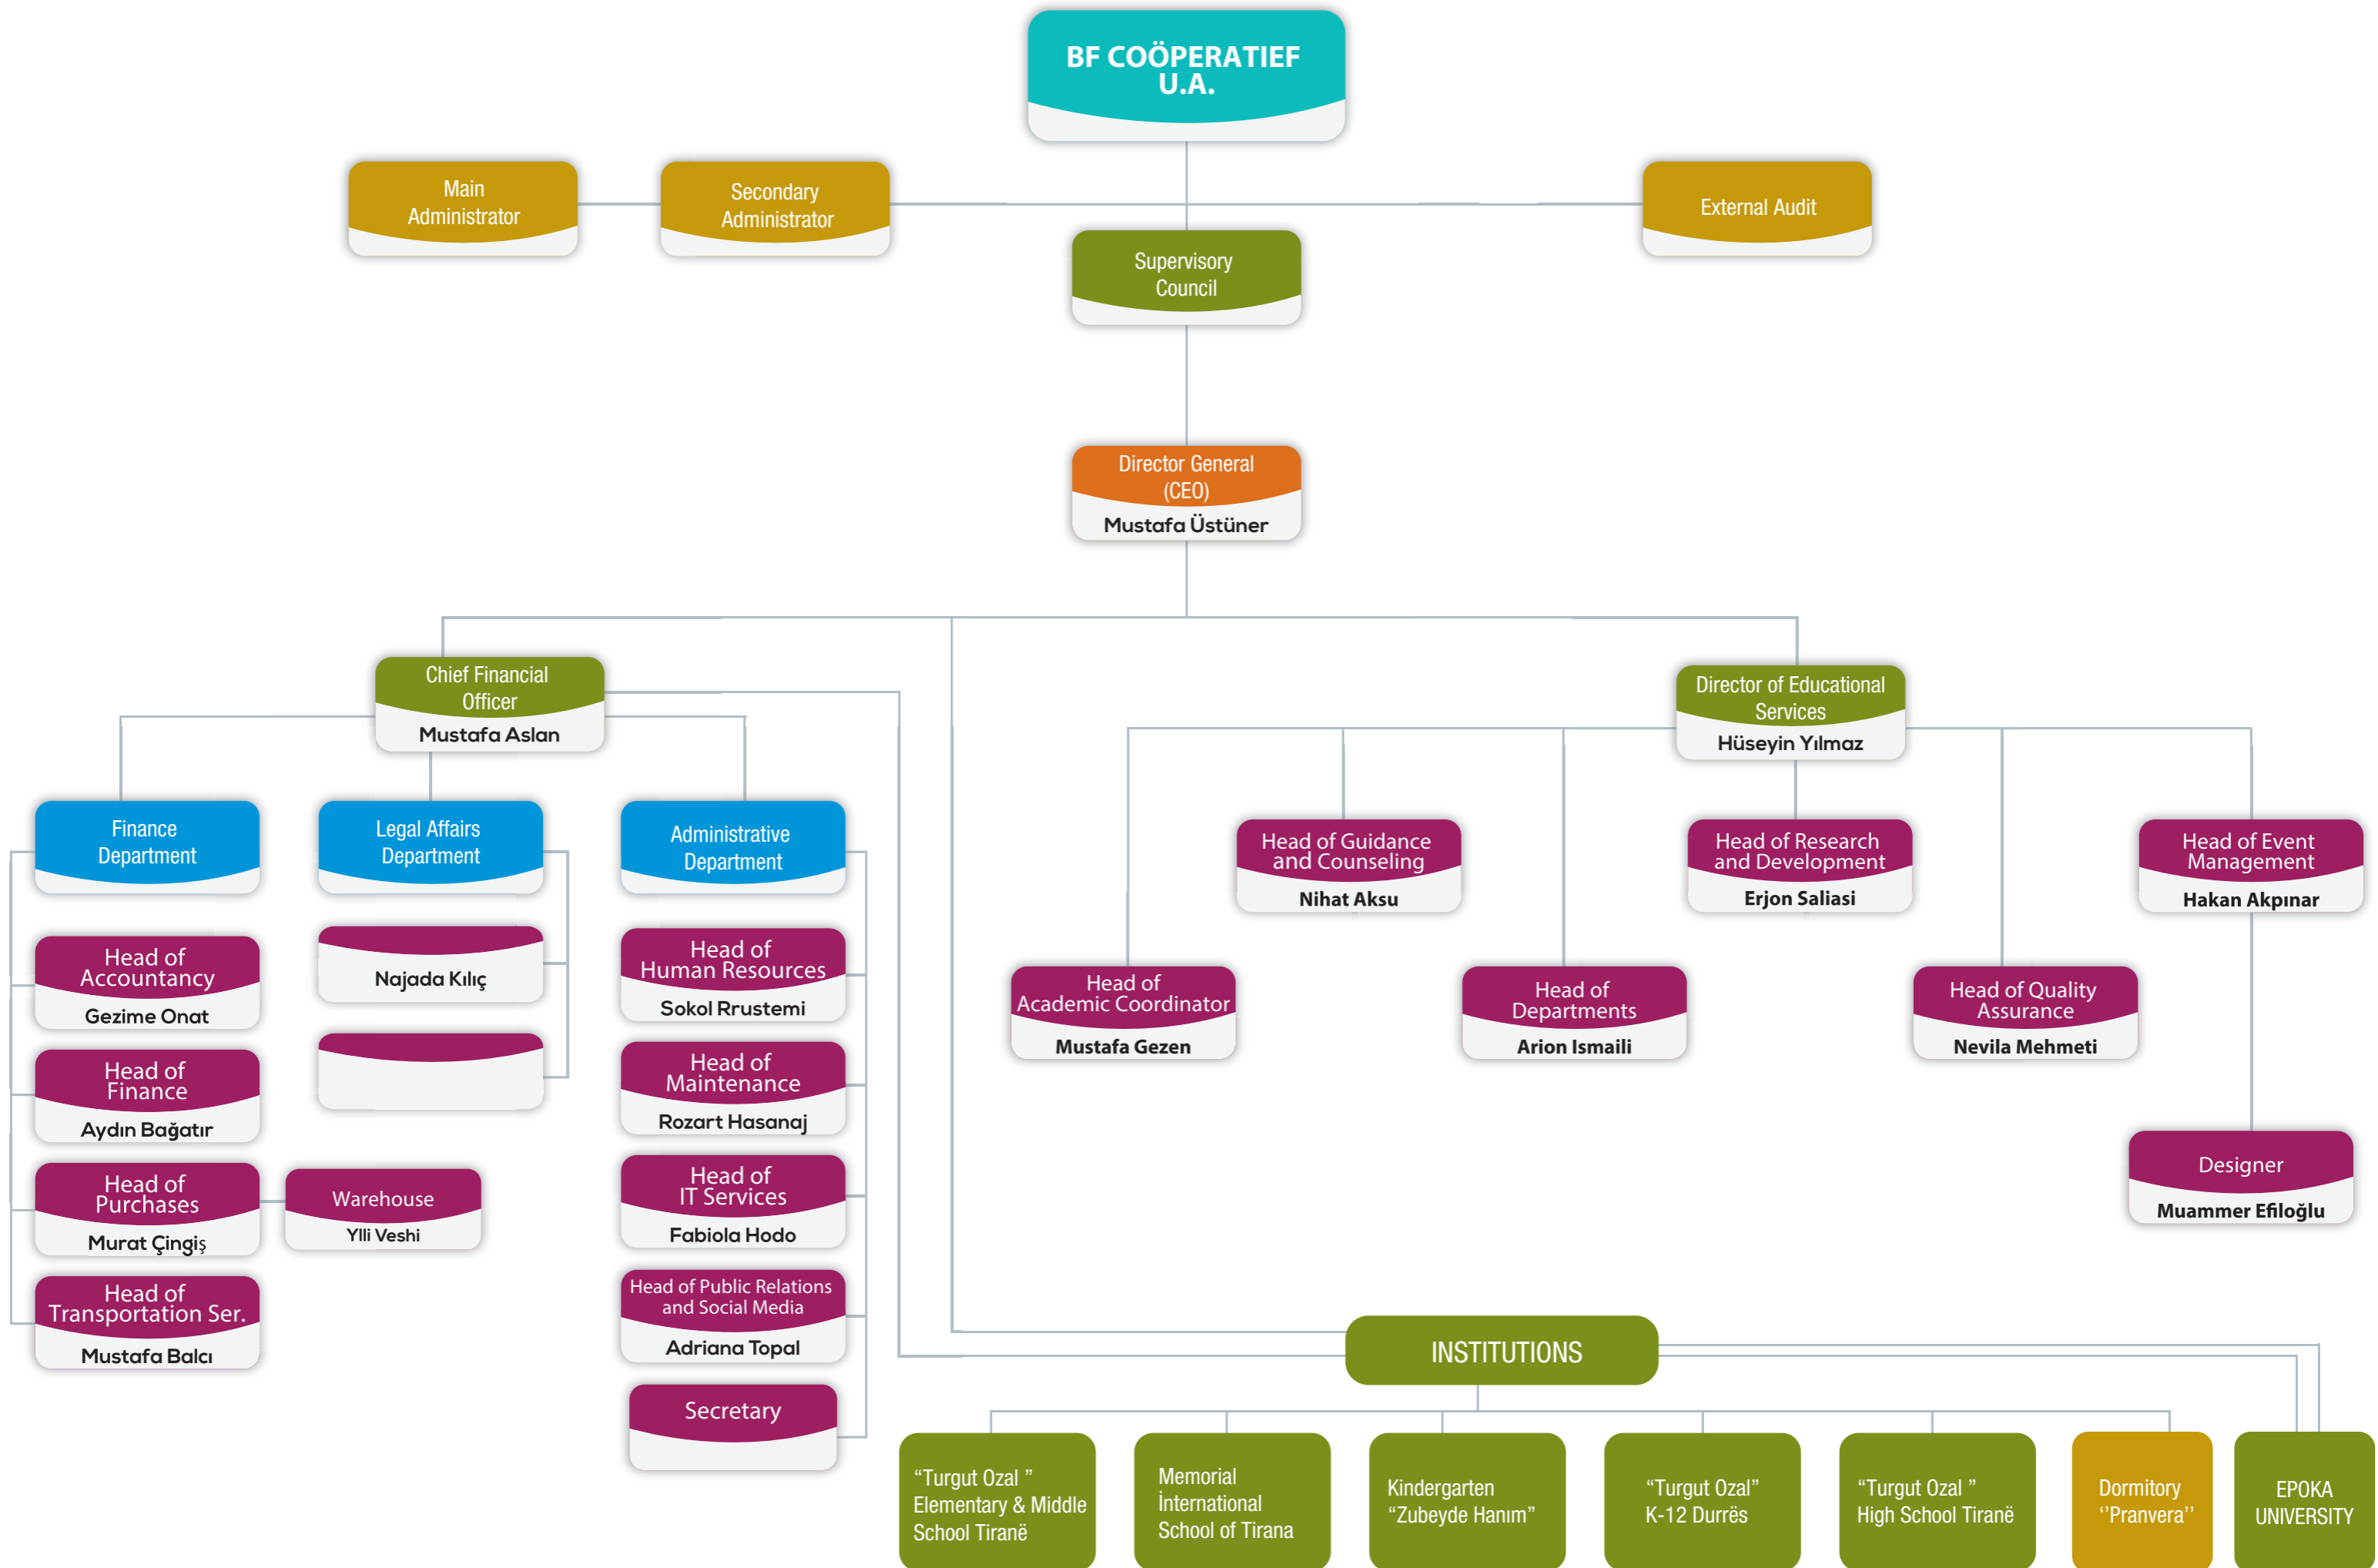 BF COÖPERATIEF
U.A.
Main
Administrator
Secondary
Administrator
External Audit
Supervisory
Council
Director General
(CEO)
Mustafa Üstüner
Chief Financial
Officer
Mustafa Aslan
Director of Educational
Services
Hüseyin Yılmaz
Finance
Department
Legal Affairs
Department
Administrative
Department
Head of
Accountancy
Gezime Onat
Head of
Finance
Aydın Bağatır
Head of
Purchases
Murat Çingiş
Warehouse
Ylli Veshi
Head of
Transportation Ser.
Mustafa Balcı
Najada Kılıç
Head of
Human Resources
Sokol Rrustemi
Head of
Maintenance
Rozart Hasanaj
Head of
IT Services
Fabiola Hodo
Head of Public Relations
and Social Media
Adriana Topal
Secretary
Head of Guidance
and Counseling
Nihat Aksu
Head of Research
and Development
Erjon Saliasi
Head of Event
Management
Hakan Akpınar
Head of
Academic Coordinator
Mustafa Gezen
Head of
Departments
Arion Ismaili
Head of Quality
Assurance
Nevila Mehmeti
Designer
Muammer Efiloğlu
INSTITUTIONS
“Turgut Ozal ”
Elementary & Middle
School Tiranë
Memorial
İnternational
School of Tirana
Kindergarten
“Zubeyde Hanım”
“Turgut Ozal”
K-12 Durrës
“Turgut Ozal ”
High School Tiranë
Dormitory
‘’Pranvera’’
EPOKA
UNIVERSITY